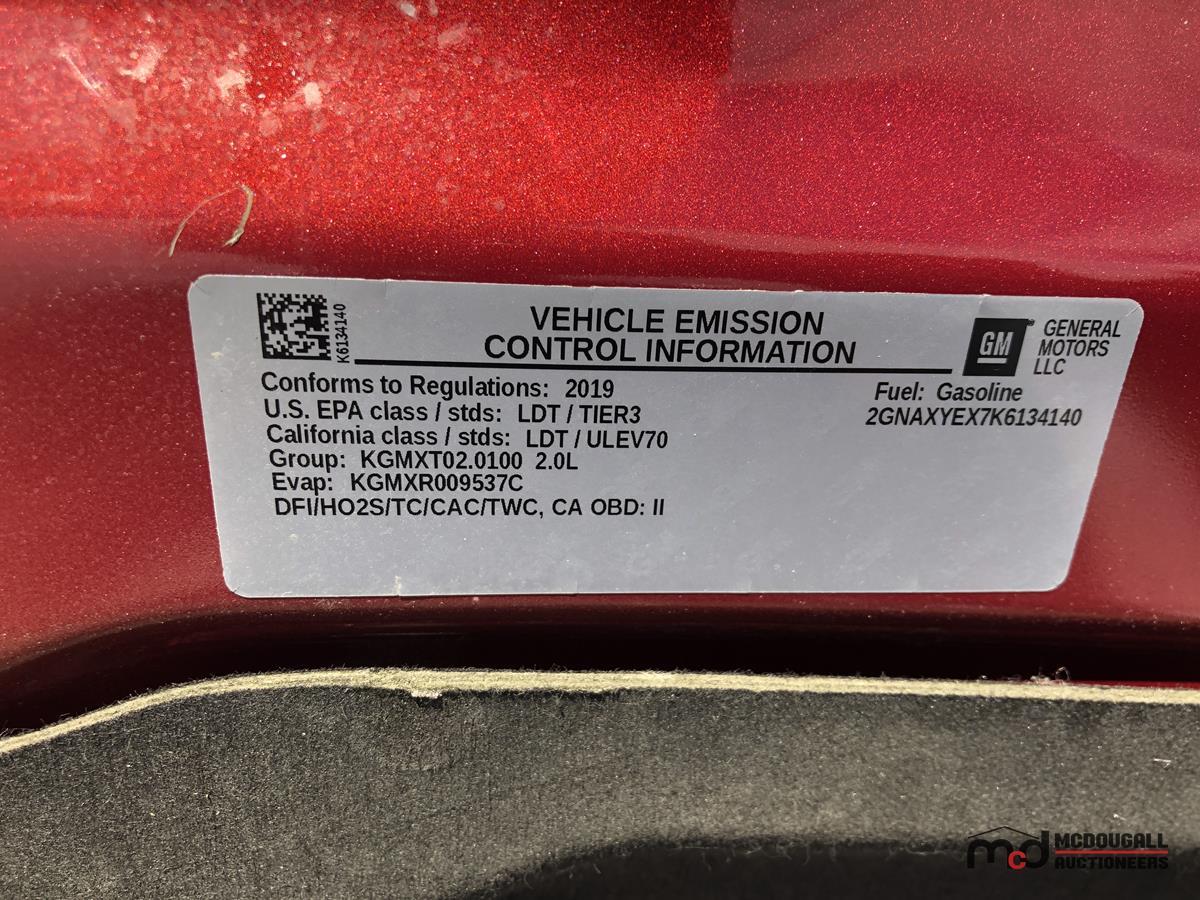 K6134140
VEHICLE EMISSION
CONTROL INFORMATION
GM
GENERAL
MOTORS
LLC
Conforms to Regulations: 2019
U.S. EPA class / stds: LDT / TIER3
California class / stds: LDT / ULEV70
Group: KGMXT02.0100 2.0L
Evap: KGMXR009537C
DFI/HO2S/TC/CAC/TWC, CA OBD: II
Fuel: Gasoline
2GNAXYEX7K6134140
mcd MCDOUGALL
AUCTIONEERS